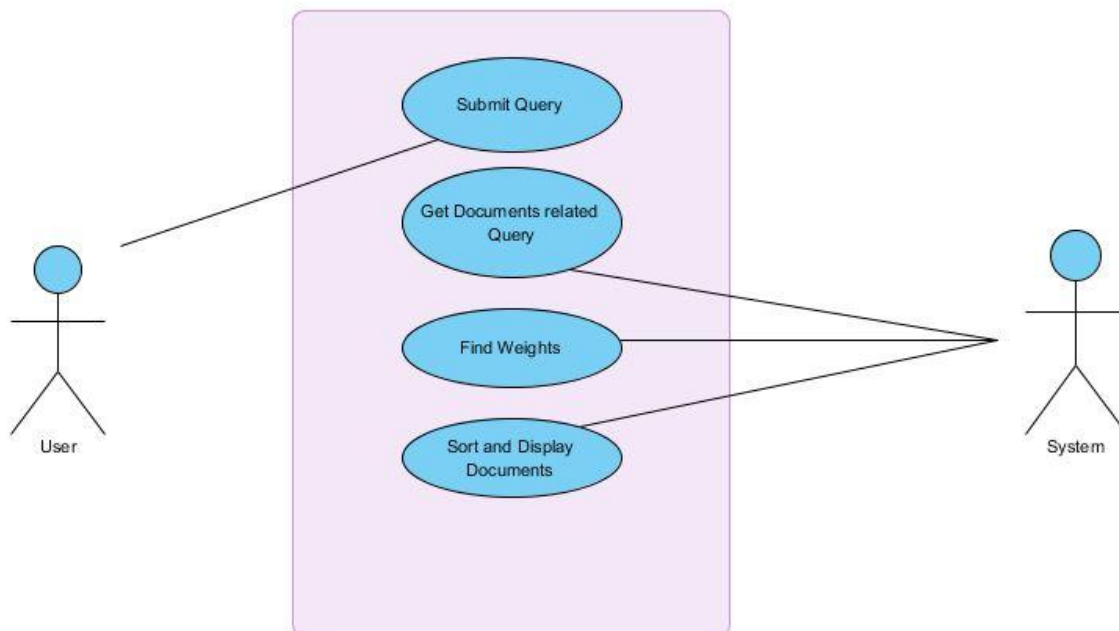 Submit Query
Get Documents related
Query
Find Weights
Sort and Display
Documents
User
System